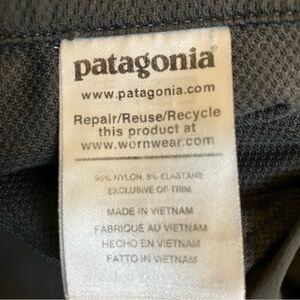 patagonia®
www.patagonia.com
Repair/Reuse/Recycle
this product at
www.wornwear.com
95% NYLON, 5% ELASTANE
EXCLUSIVE OF TRIM
MADE IN VIETNAM
FABRIQUÉ AU VIETNAM
HECHO EN VIETNAM
FATTO IN VIETNAM